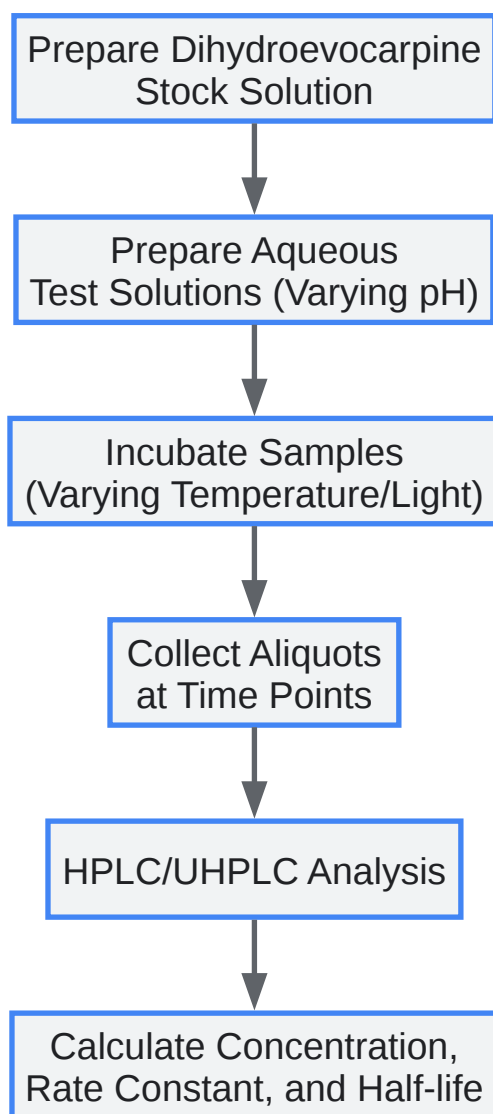 Prepare Dihydroevocarpine
Stock Solution
Prepare Aqueous
Test Solutions (Varying pH)
Incubate Samples
(Varying Temperature/Light)
Collect Aliquots
at Time Points
HPLC/UHPLC Analysis
Calculate Concentration,
Rate Constant, and Half-life